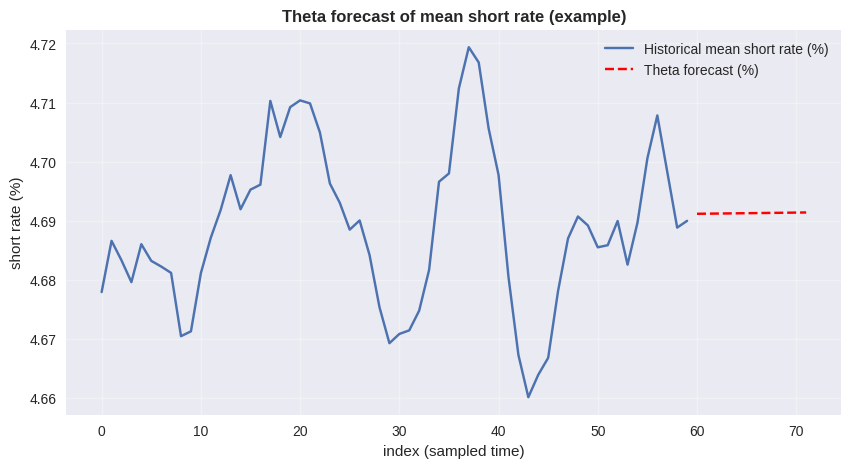 Theta forecast of mean short rate (example)
Historical mean short rate (%)
Theta forecast (%)
short rate (%)
4.72
4.71
4.70
4.69
4.68
4.67
4.66
0 10 20 30 40 50 60 70
index (sampled time)